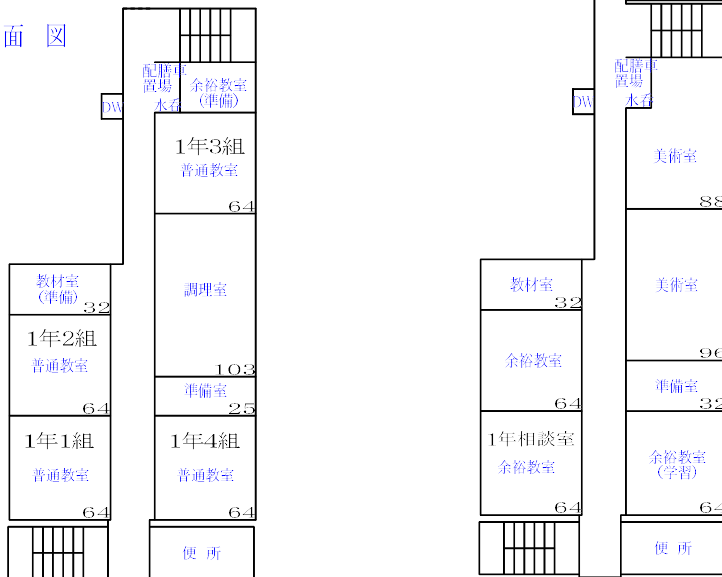 面 図
配膳車
置場
水呑
DW
余裕教室
(準備)
1年3組
普通教室
64
調理室
103
準備室
25
1年4組
普通教室
64
便 所
教材室
(準備)
32
1年2組
普通教室
64
1年1組
普通教室
64
配膳車
置場
水呑
DW
美術室
88
美術室
96
準備室
32
余裕教室
(学習)
64
便 所
教材室
32
余裕教室
64
1年相談室
余裕教室
64